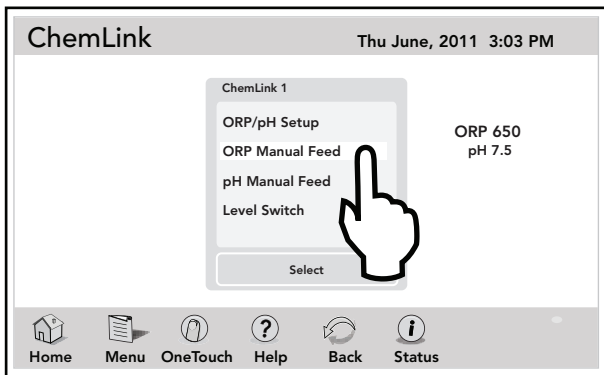 ChemLink
Thu June, 2011 3:03 PM
ChemLink 1
ORP/pH Setup
ORP Manual Feed
pH Manual Feed
Level Switch
Select
ORP 650
pH 7.5
?
i
Home Menu OneTouch Help Back Status